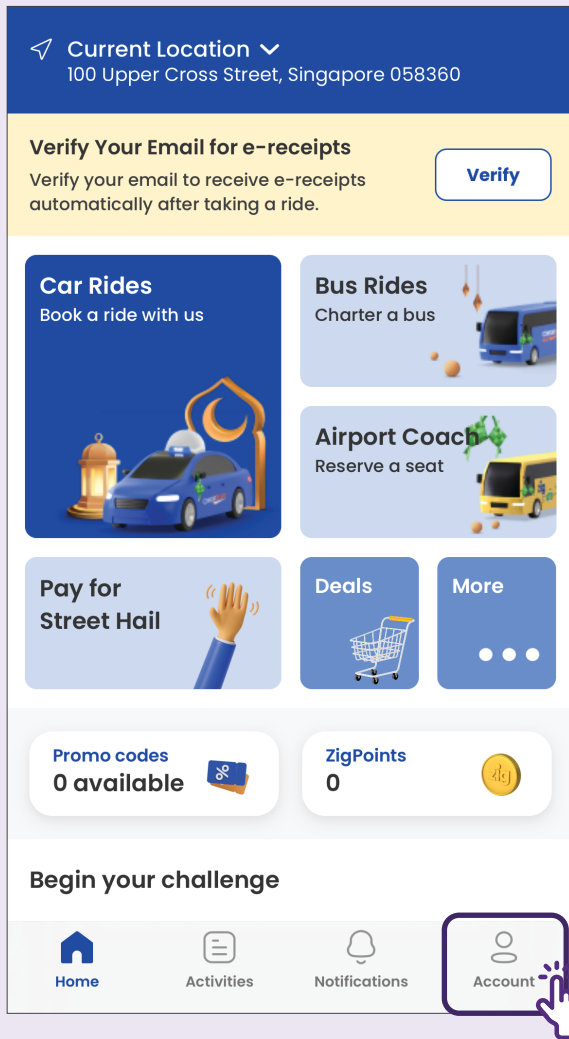 Current Location
100 Upper Cross Street, Singapore 058360
Verify Your Email for e-receipts
Verify your email to receive e-receipts
automatically after taking a ride.
Verify
Car Rides
Book a ride with us
Bus Rides
Charter a bus
Airport Coach
Reserve a seat
Pay for
Street Hail
Deals
More
Promo codes
0 available
%
ZigPoints
0
zig
Begin your challenge
Home
Activities
Notifications
Account